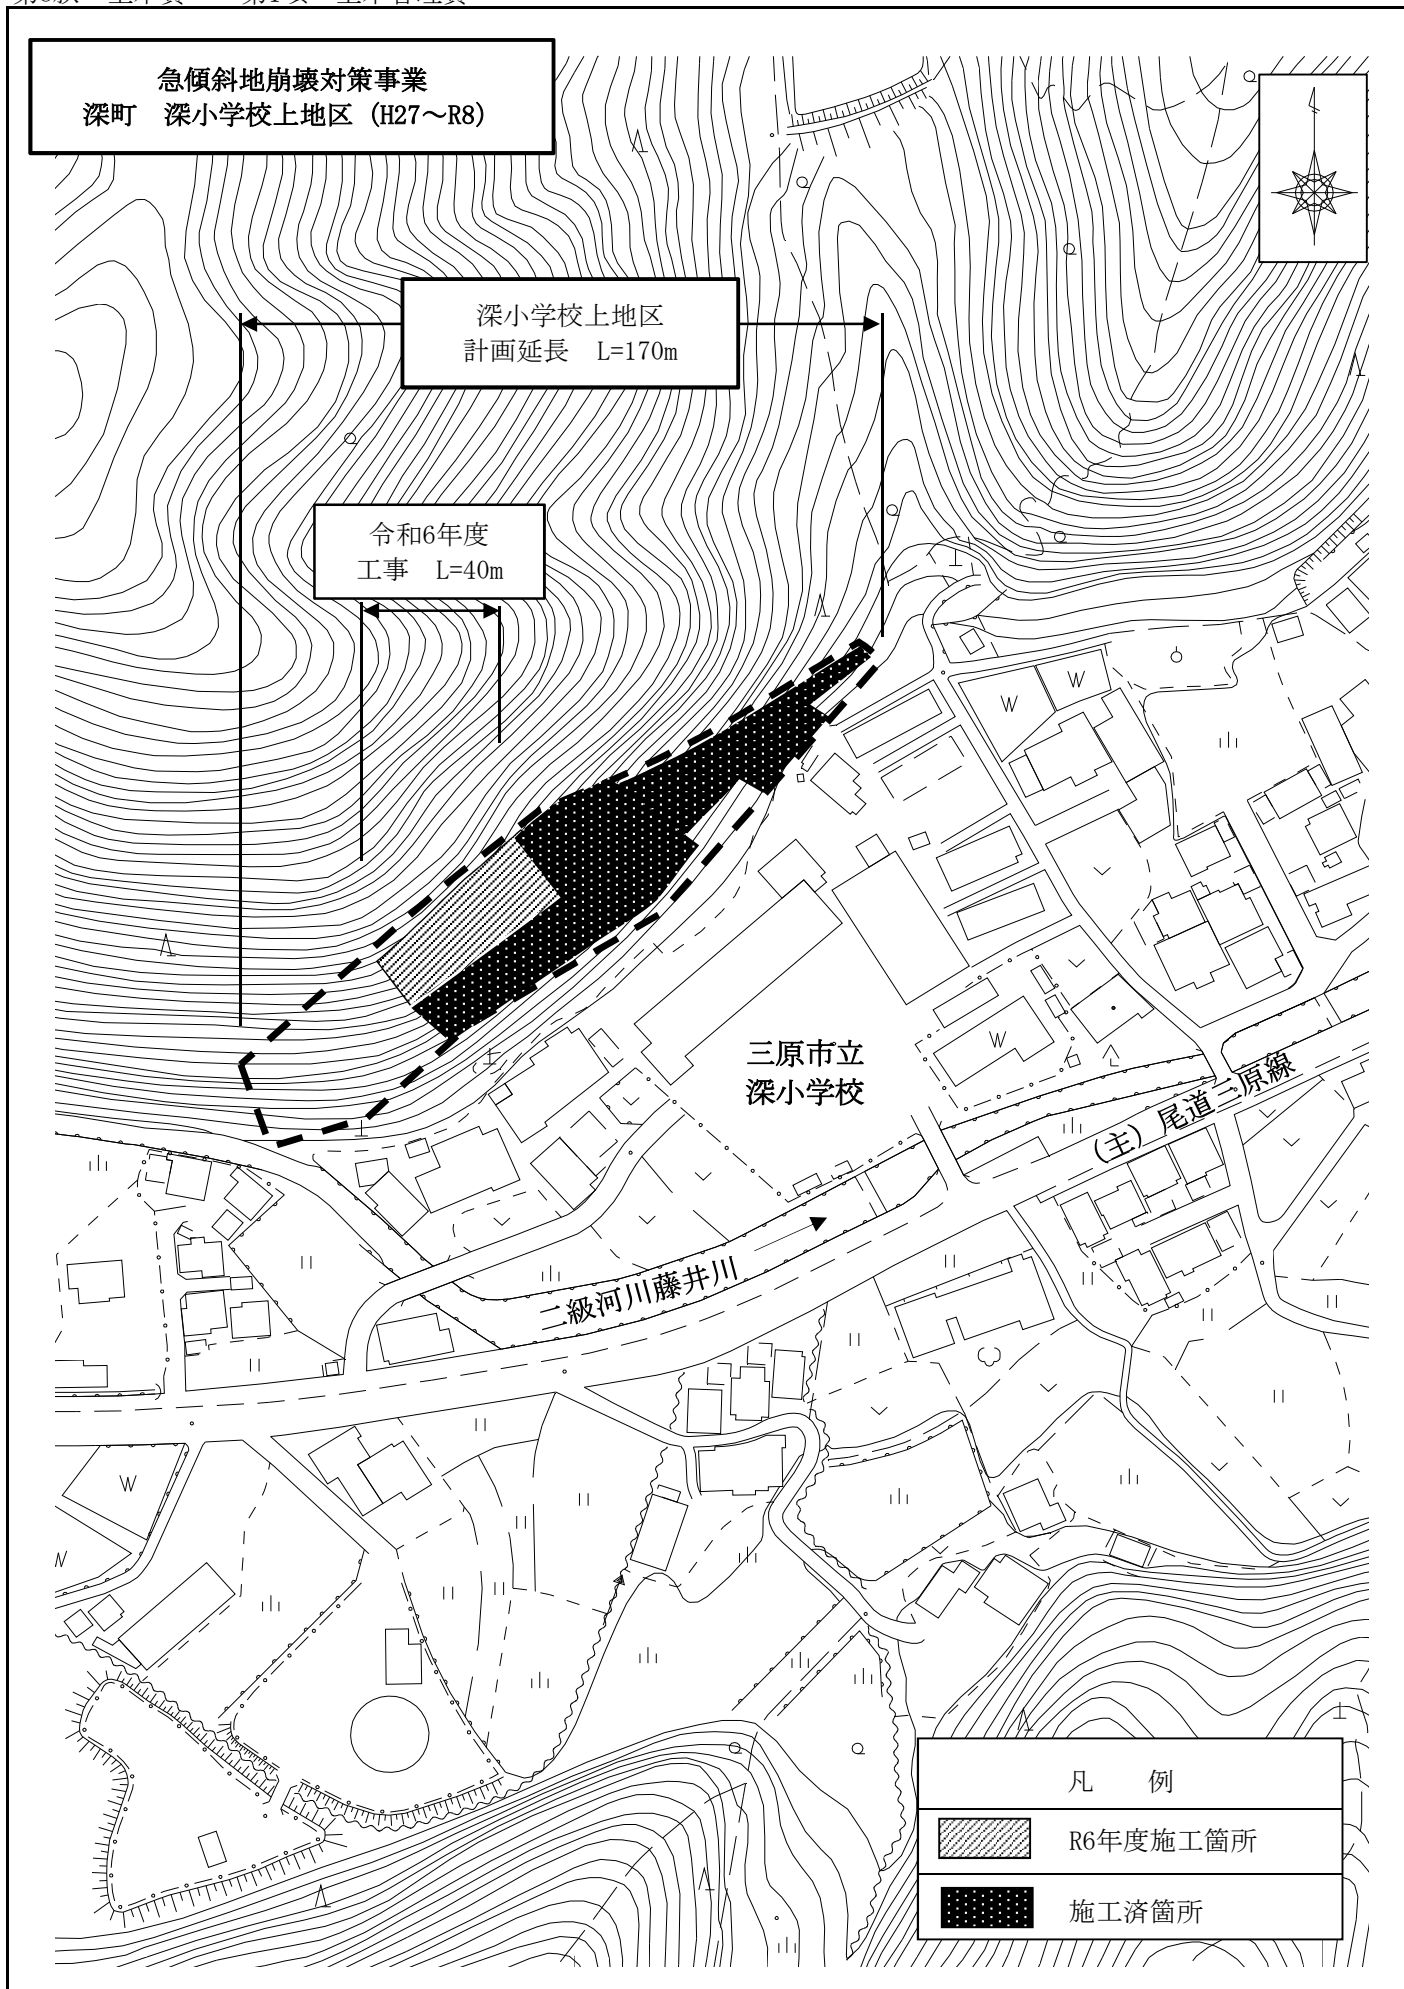 急傾斜地崩壊対策事業
深町　深小学校上地区（H27～R8）
深小学校上地区
計画延長　L=170m
令和6年度
工事　L=40m
三原市立
深小学校
（主）尾道三原線
二級河川藤井川
凡　例
R6年度施工箇所
施工済箇所